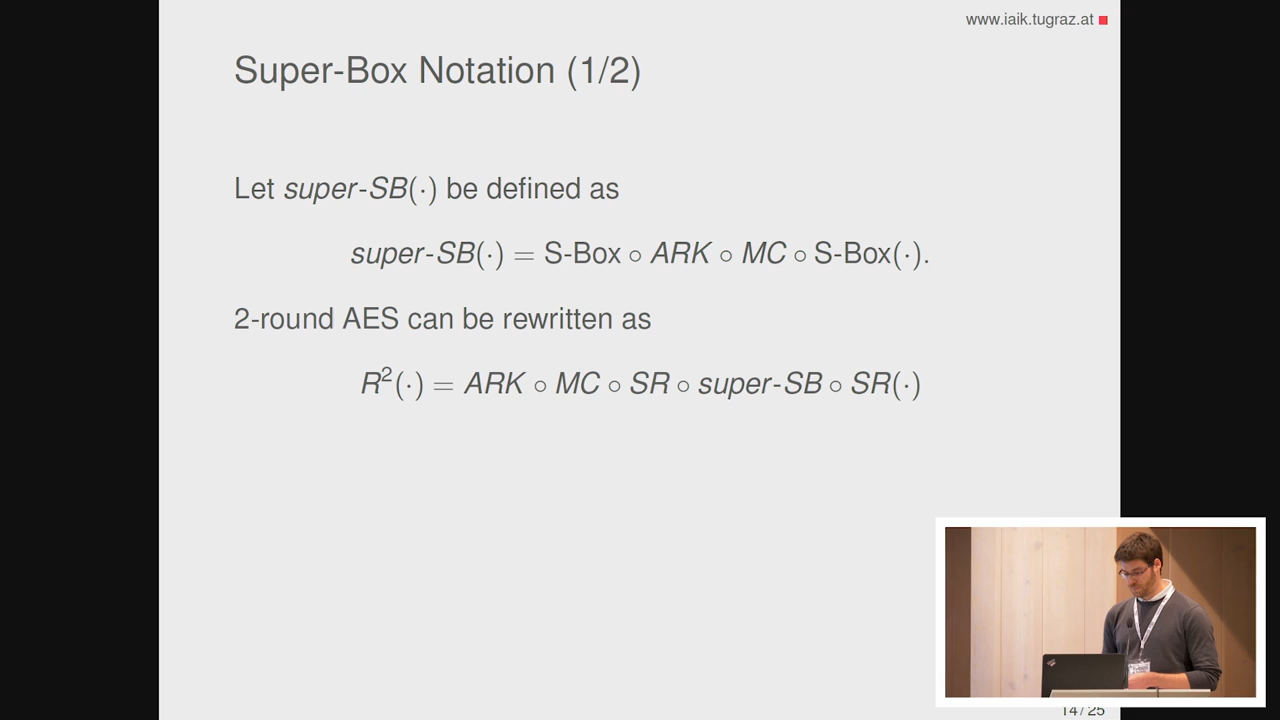 www.iaik.tugraz.at
Super-Box Notation (1/2)
Let super-SB(·) be defined as
super-SB(·) = S-Box ∘ ARK ∘ MC ∘ S-Box(·).
2-round AES can be rewritten as
R²(·) = ARK ∘ MC ∘ SR ∘ super-SB ∘ SR(·)
14 / 25